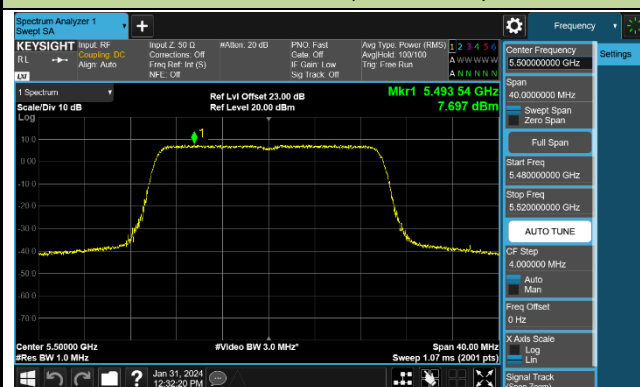 Spectrum Analyzer 1
Swept SA
Frequency
KEYSIGHT
RL
LXI
Input: RF
Coupling: DC
Align: Auto
Input Z: 50 Ω
Corrections: Off
Freq Ref: Int (S)
NFE: Off
#Atten: 20 dB
PNO: Fast
Gate: Off
IF Gain: Low
Sig Track: Off
Avg Type: Power (RMS)
Avg|Hold: 100/100
Trig: Free Run
1 2 3 4 5 6
A W W W W W
A N N N N N
1 Spectrum
Scale/Div 10 dB
Log
Ref Lvl Offset 23.00 dB
Ref Level 20.00 dBm
Mkr1 5.493 54 GHz
7.697 dBm
1
10.0
0.00
-10.0
-20.0
-30.0
-40.0
-50.0
-60.0
-70.0
Center 5.50000 GHz
#Res BW 1.0 MHz
#Video BW 3.0 MHz*
Span 40.00 MHz
Sweep 1.07 ms (2001 pts)
Jan 31, 2024
12:32:20 PM
Center Frequency
5.500000000 GHz
Settings
Span
40.0000000 MHz
Swept Span
Zero Span
Full Span
Start Freq
5.480000000 GHz
Stop Freq
5.520000000 GHz
AUTO TUNE
CF Step
4.000000 MHz
Auto
Man
Freq Offset
0 Hz
X Axis Scale
Log
Lin
Signal Track
(Span Zoom)